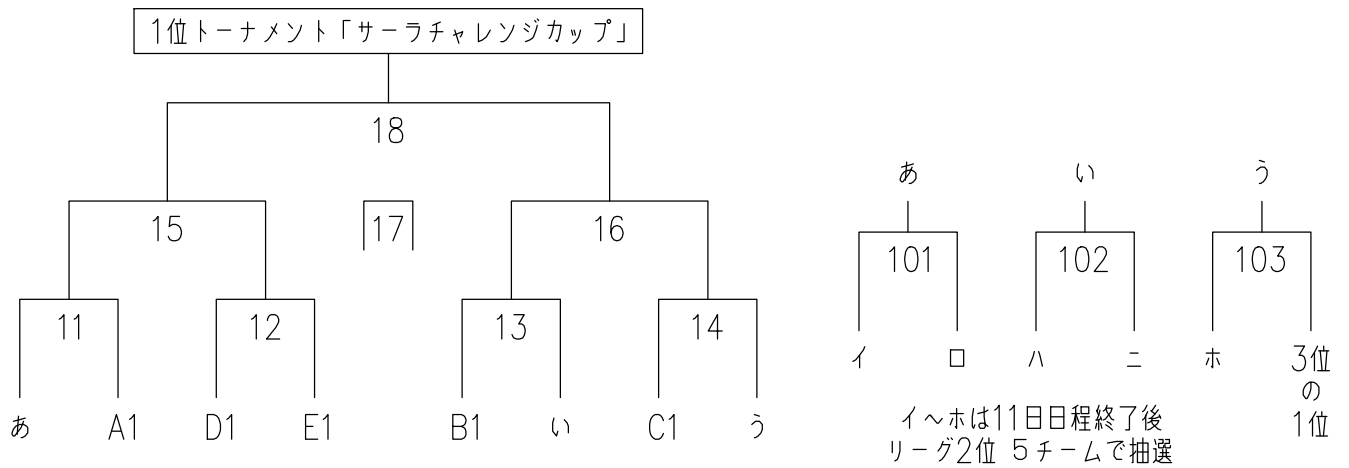 1位トーナメント「サーラチャレンジカップ」
18
15 17 16
11 12 13 14
あ A1 D1 E1 B1 い C1 う
あ い う
101 102 103
イ ロ ハ ニ ホ 3位の1位
イ~ホは11日日程終了後
リーグ2位 5チームで抽選